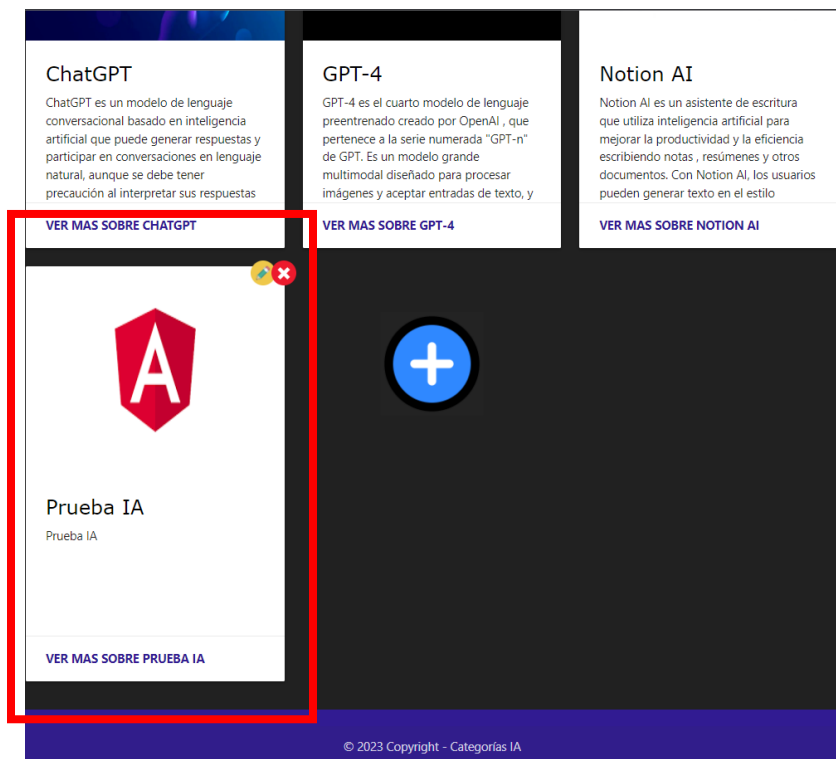 ChatGPT
ChatGPT es un modelo de lenguaje
conversacional basado en inteligencia
artificial que puede generar respuestas y
participar en conversaciones en lenguaje
natural, aunque se debe tener
precaución al interpretar sus respuestas
VER MAS SOBRE CHATGPT
GPT-4
GPT-4 es el cuarto modelo de lenguaje
preentrenado creado por OpenAI , que
pertenece a la serie numerada "GPT-n"
de GPT. Es un modelo grande
multimodal diseñado para procesar
imágenes y aceptar entradas de texto, y
VER MAS SOBRE GPT-4
Notion AI
Notion AI es un asistente de escritura
que utiliza inteligencia artificial para
mejorar la productividad y la eficiencia
escribiendo notas , resúmenes y otros
documentos. Con Notion AI, los usuarios
pueden generar texto en el estilo
VER MAS SOBRE NOTION AI
A
Prueba IA
Prueba IA
VER MAS SOBRE PRUEBA IA
© 2023 Copyright - Categorías IA